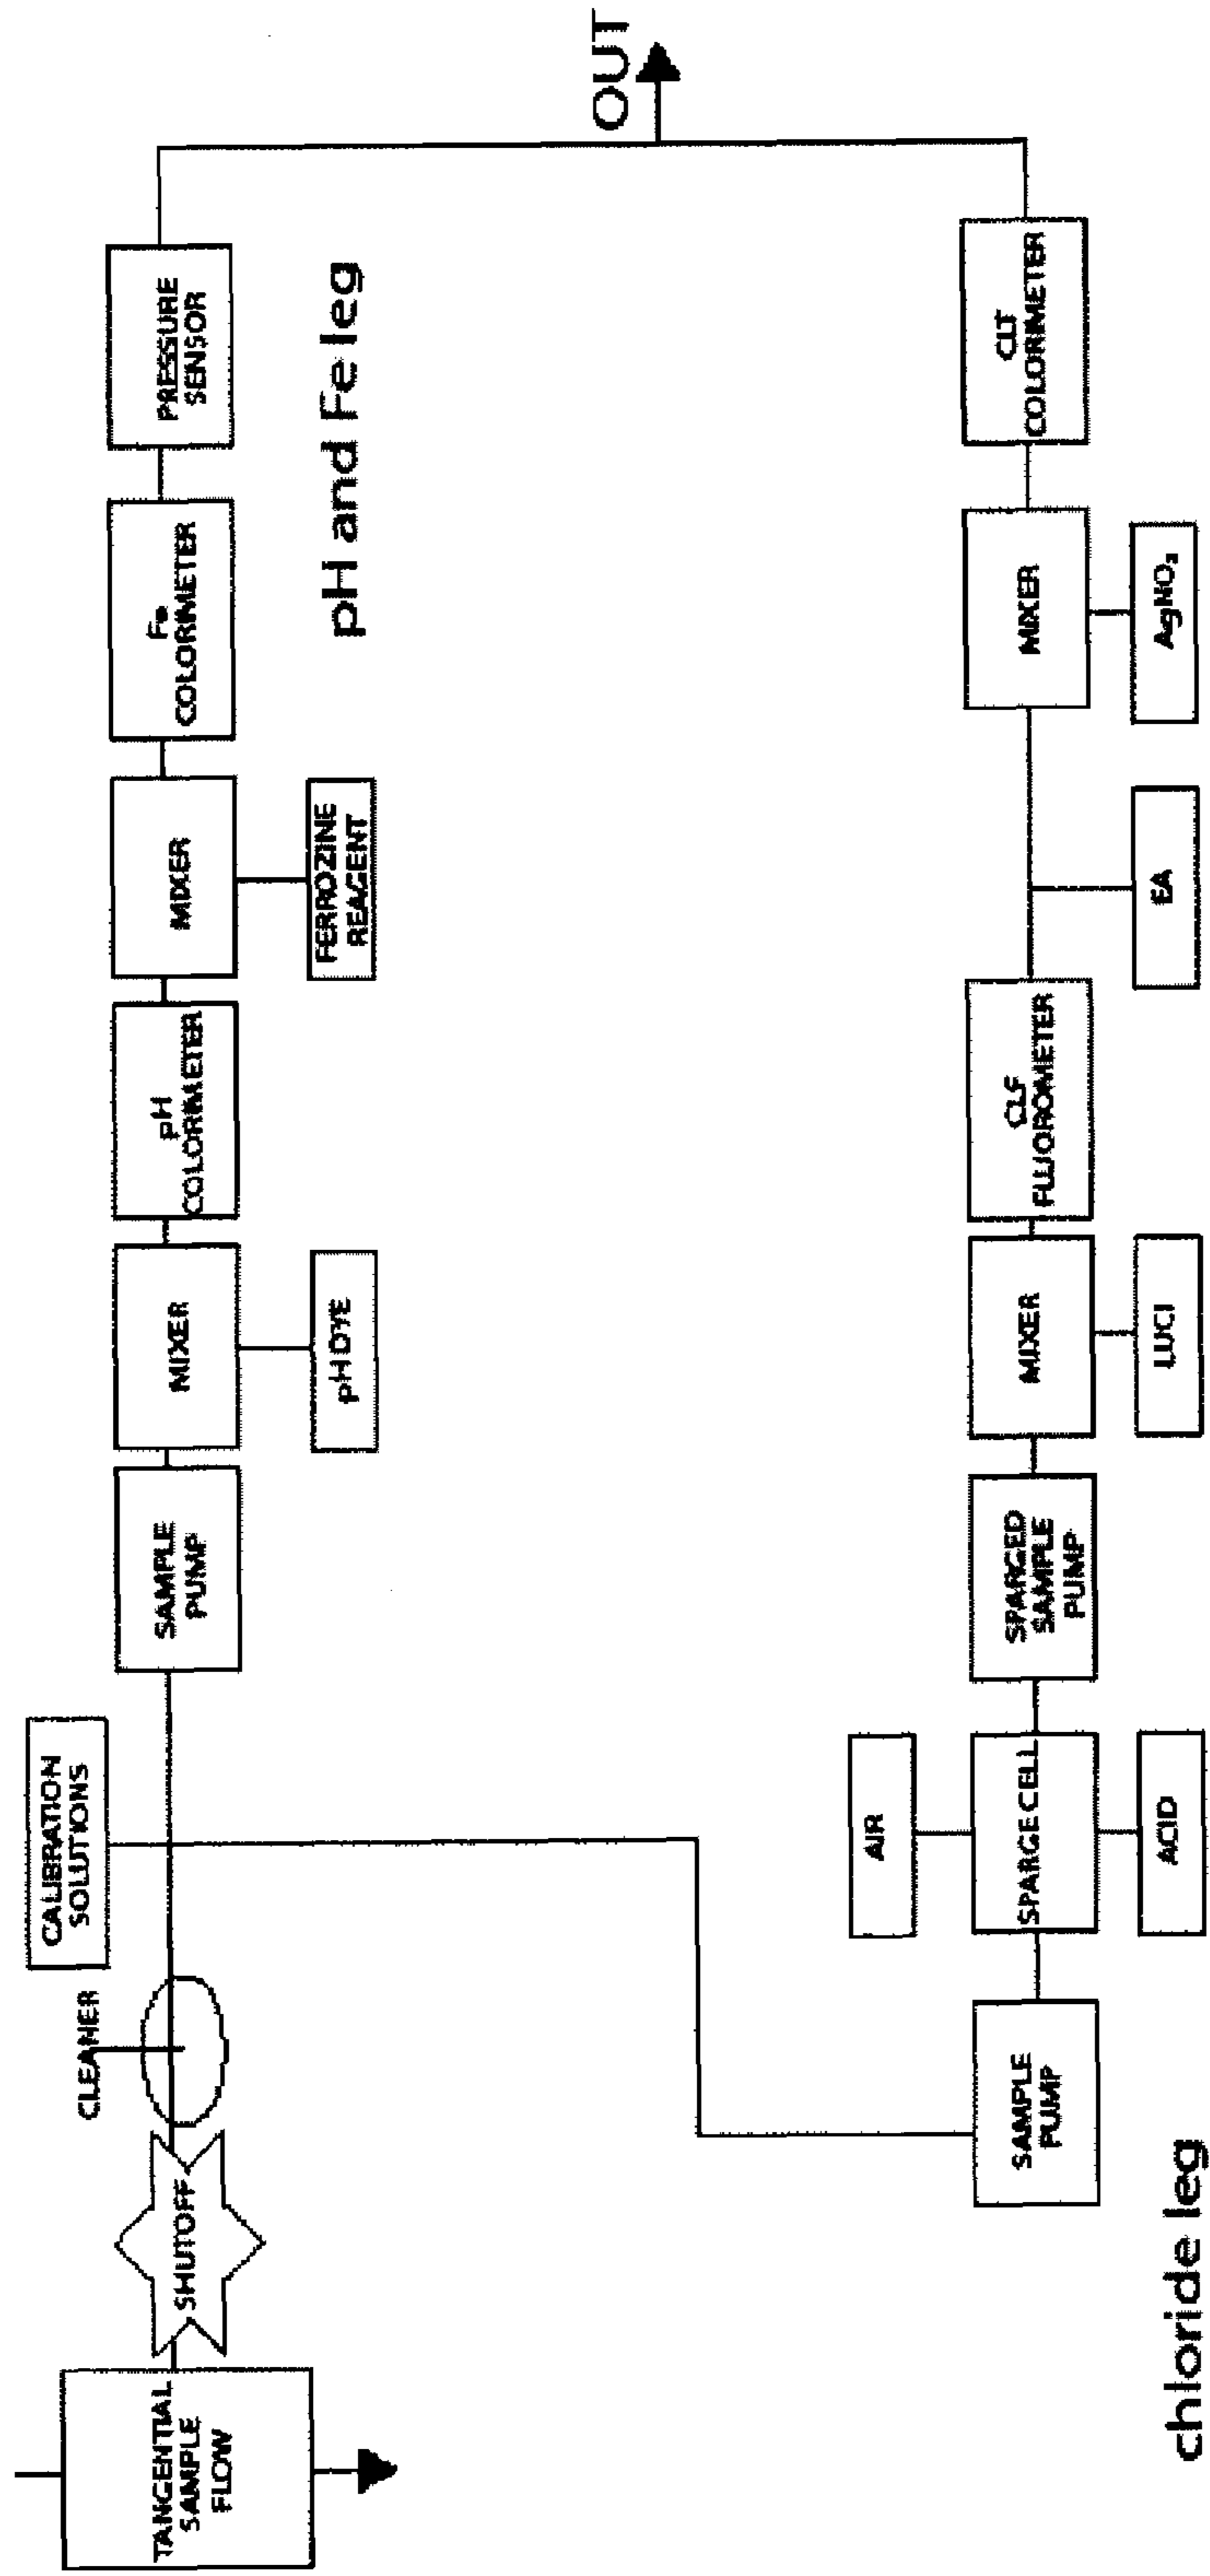 TANGENTIAL
SAMPLE
FLOW
SHUTOFF
CLEANER
CALIBRATION
SOLUTIONS
SAMPLE
PUMP
MIXER
pH DYE
pH
COLORIMETER
MIXER
FERROZINE
REAGENT
Fe
COLORIMETER
PRESSURE
SENSOR
pH and Fe leg
OUT
chloride leg
SAMPLE
PUMP
AIR
SPARGE CELL
ACID
SPARGED
SAMPLE
PUMP
MIXER
LUCI
CLF
FLUOROMETER
EA
MIXER
AgNO₃
CLT
COLORIMETER